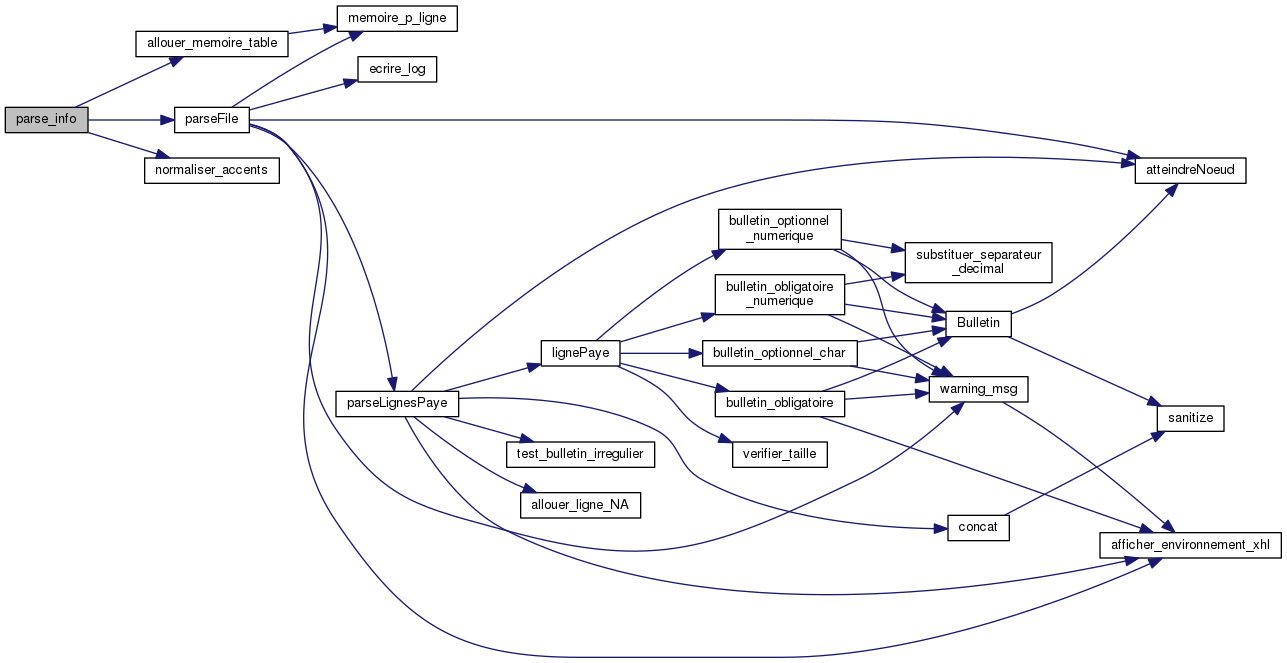 memoire_p_ligne
allouer_memoire_table
ecrire_log
parse_info
parseFile
normaliser_accents
atteindreNoeud
bulletin_optionnel
_numerique
substituer_separateur
_decimal
bulletin_obligatoire
_numerique
Bulletin
lignePaye
bulletin_optionnel_char
warning_msg
parseLignesPaye
bulletin_obligatoire
sanitize
test_bulletin_irregulier
verifier_taille
allouer_ligne_NA
concat
afficher_environnement_xhl